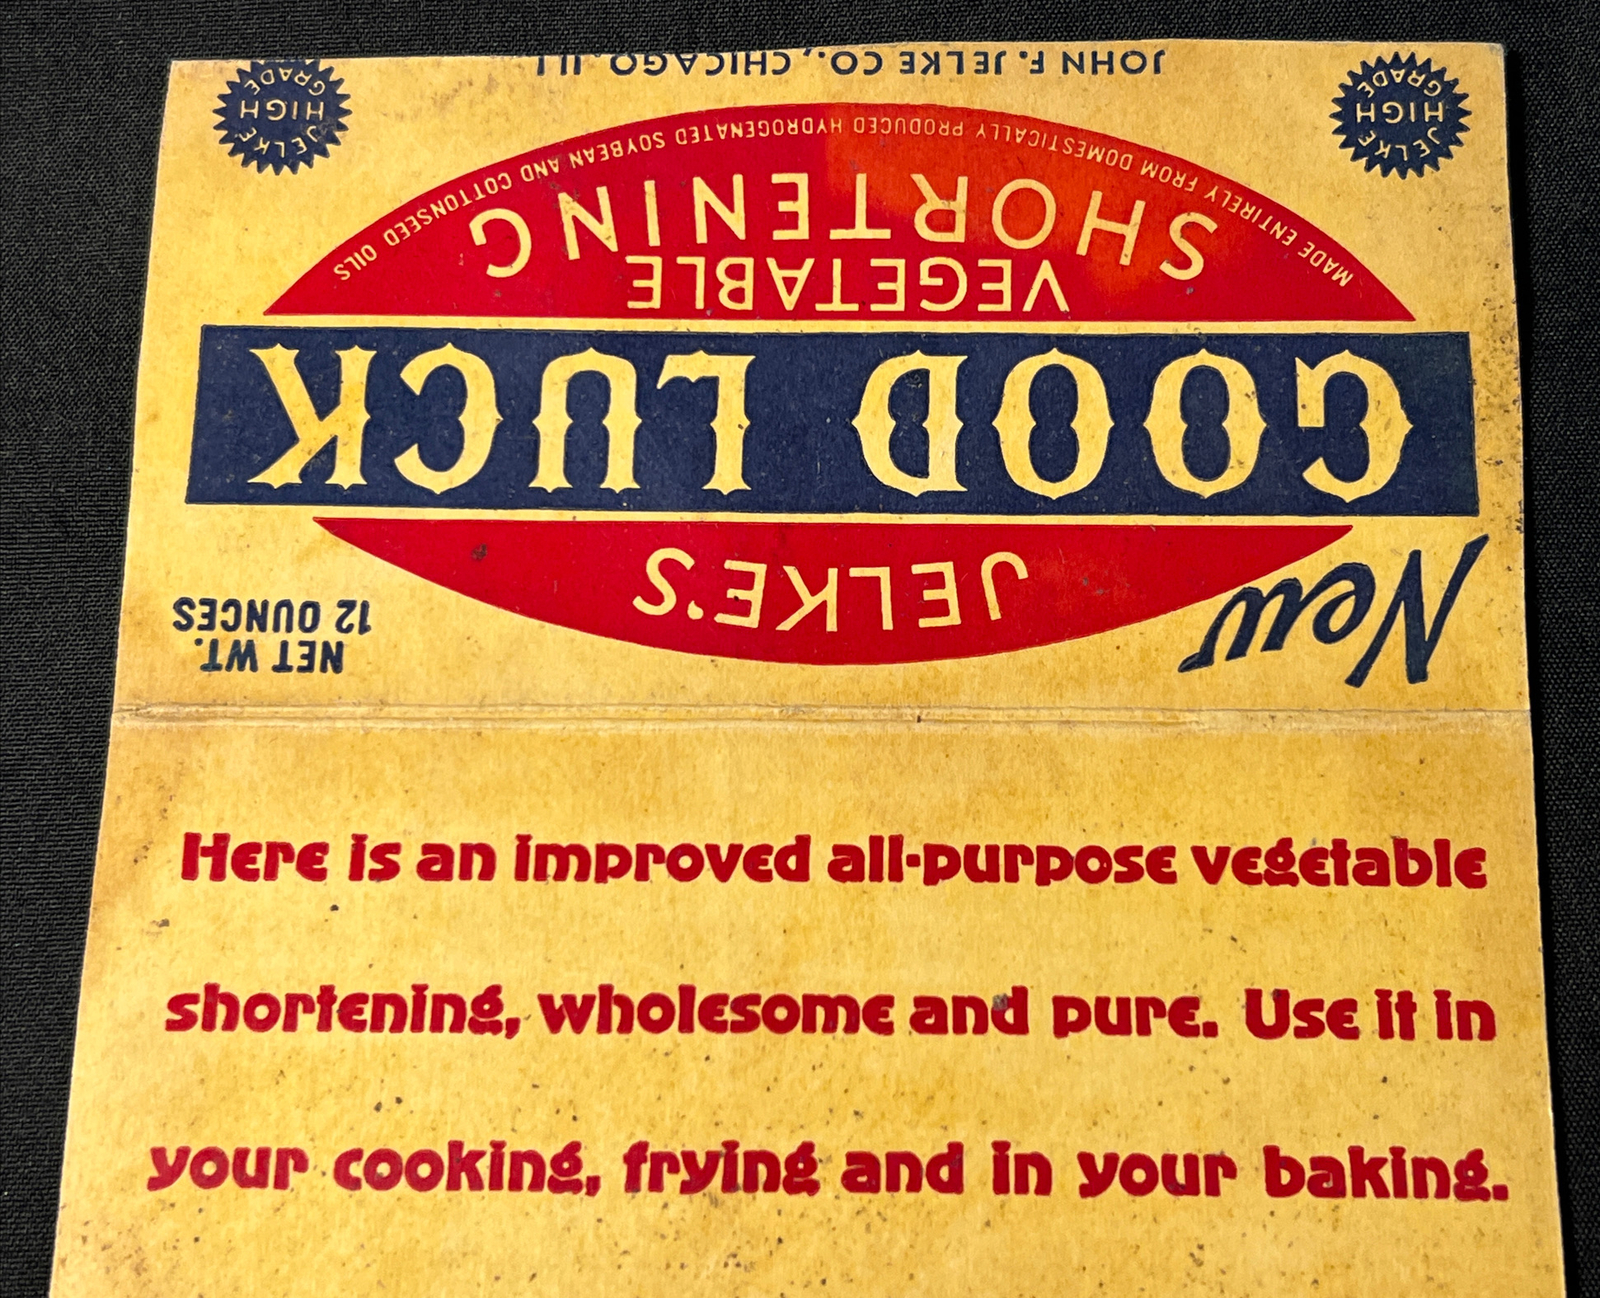 NET WT.
12 OUNCES
New
JELKE'S
GOOD LUCK
VEGETABLE
SHORTENING
MADE ENTIRELY FROM DOMESTICALLY PRODUCED HYDROGENATED SOYBEAN AND COTTONSEED OILS
JELKE
HIGH
GRADE
JELKE
HIGH
GRADE
JOHN F. JELKE CO., CHICAGO, ILL
Here is an improved all-purpose vegetable
shortening, wholesome and pure. Use it in
your cooking, frying and in your baking.